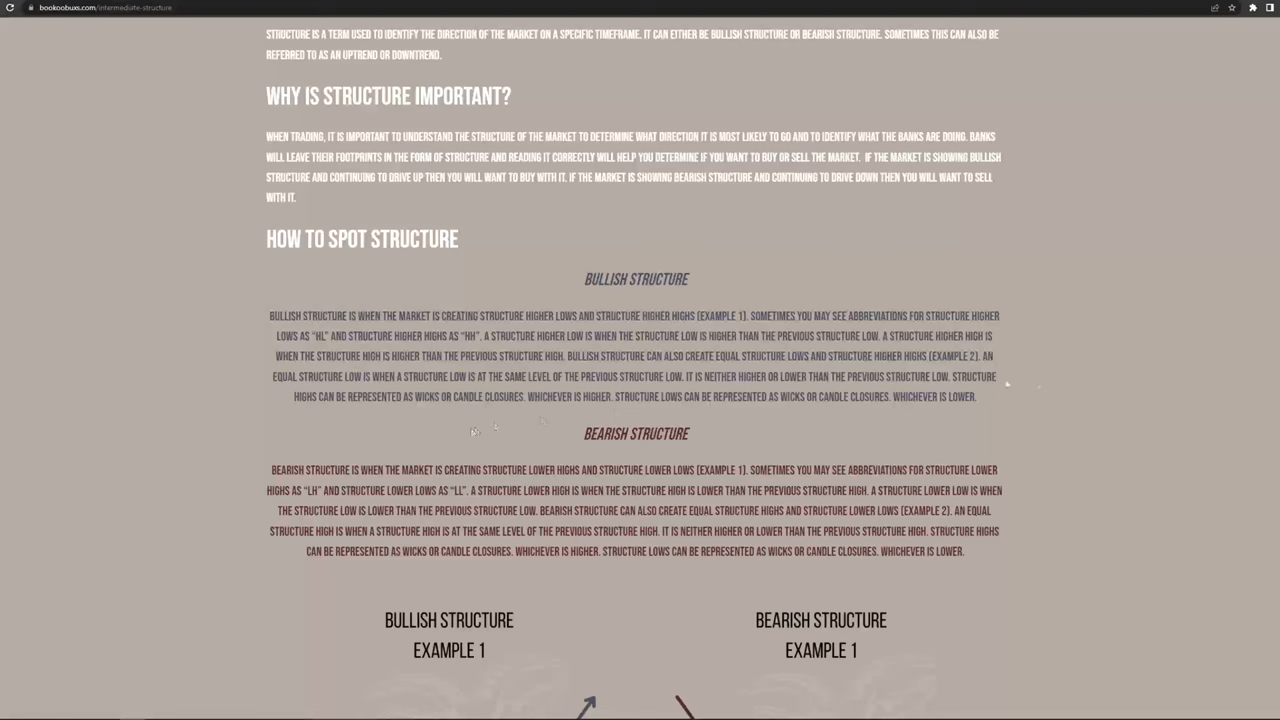 bookoobuxs.com/intermediate-structure
STRUCTURE IS A TERM USED TO IDENTIFY THE DIRECTION OF THE MARKET ON A SPECIFIC TIMEFRAME. IT CAN EITHER BE BULLISH STRUCTURE OR BEARISH STRUCTURE. SOMETIMES THIS CAN ALSO BE
REFERRED TO AS AN UPTREND OR DOWNTREND.
WHY IS STRUCTURE IMPORTANT?
WHEN TRADING, IT IS IMPORTANT TO UNDERSTAND THE STRUCTURE OF THE MARKET TO DETERMINE WHAT DIRECTION IT IS MOST LIKELY TO GO AND TO IDENTIFY WHAT THE BANKS ARE DOING. BANKS
WILL LEAVE THEIR FOOTPRINTS IN THE FORM OF STRUCTURE AND READING IT CORRECTLY WILL HELP YOU DETERMINE IF YOU WANT TO BUY OR SELL THE MARKET. IF THE MARKET IS SHOWING BULLISH
STRUCTURE AND CONTINUING TO DRIVE UP THEN YOU WILL WANT TO BUY WITH IT. IF THE MARKET IS SHOWING BEARISH STRUCTURE AND CONTINUING TO DRIVE DOWN THEN YOU WILL WANT TO SELL
WITH IT.
HOW TO SPOT STRUCTURE
BULLISH STRUCTURE
BULLISH STRUCTURE IS WHEN THE MARKET IS CREATING STRUCTURE HIGHER LOWS AND STRUCTURE HIGHER HIGHS (EXAMPLE 1). SOMETIMES YOU MAY SEE ABBREVIATIONS FOR STRUCTURE HIGHER
LOWS AS “HL” AND STRUCTURE HIGHER HIGHS AS “HH”. A STRUCTURE HIGHER LOW IS WHEN THE STRUCTURE LOW IS HIGHER THAN THE PREVIOUS STRUCTURE LOW. A STRUCTURE HIGHER HIGH IS
WHEN THE STRUCTURE HIGH IS HIGHER THAN THE PREVIOUS STRUCTURE HIGH. BULLISH STRUCTURE CAN ALSO CREATE EQUAL STRUCTURE LOWS AND STRUCTURE HIGHER HIGHS (EXAMPLE 2). AN
EQUAL STRUCTURE LOW IS WHEN A STRUCTURE LOW IS AT THE SAME LEVEL OF THE PREVIOUS STRUCTURE LOW. IT IS NEITHER HIGHER OR LOWER THAN THE PREVIOUS STRUCTURE LOW. STRUCTURE
HIGHS CAN BE REPRESENTED AS WICKS OR CANDLE CLOSURES. WHICHEVER IS HIGHER. STRUCTURE LOWS CAN BE REPRESENTED AS WICKS OR CANDLE CLOSURES. WHICHEVER IS LOWER.
BEARISH STRUCTURE
BEARISH STRUCTURE IS WHEN THE MARKET IS CREATING STRUCTURE LOWER HIGHS AND STRUCTURE LOWER LOWS (EXAMPLE 1). SOMETIMES YOU MAY SEE ABBREVIATIONS FOR STRUCTURE LOWER
HIGHS AS “LH” AND STRUCTURE LOWER LOWS AS “LL”. A STRUCTURE LOWER HIGH IS WHEN THE STRUCTURE HIGH IS LOWER THAN THE PREVIOUS STRUCTURE HIGH. A STRUCTURE LOWER LOW IS WHEN
THE STRUCTURE LOW IS LOWER THAN THE PREVIOUS STRUCTURE LOW. BEARISH STRUCTURE CAN ALSO CREATE EQUAL STRUCTURE HIGHS AND STRUCTURE LOWER LOWS (EXAMPLE 2). AN EQUAL
STRUCTURE HIGH IS WHEN A STRUCTURE HIGH IS AT THE SAME LEVEL OF THE PREVIOUS STRUCTURE HIGH. IT IS NEITHER HIGHER OR LOWER THAN THE PREVIOUS STRUCTURE HIGH. STRUCTURE HIGHS
CAN BE REPRESENTED AS WICKS OR CANDLE CLOSURES. WHICHEVER IS HIGHER. STRUCTURE LOWS CAN BE REPRESENTED AS WICKS OR CANDLE CLOSURES. WHICHEVER IS LOWER.
BULLISH STRUCTURE
EXAMPLE 1
BEARISH STRUCTURE
EXAMPLE 1